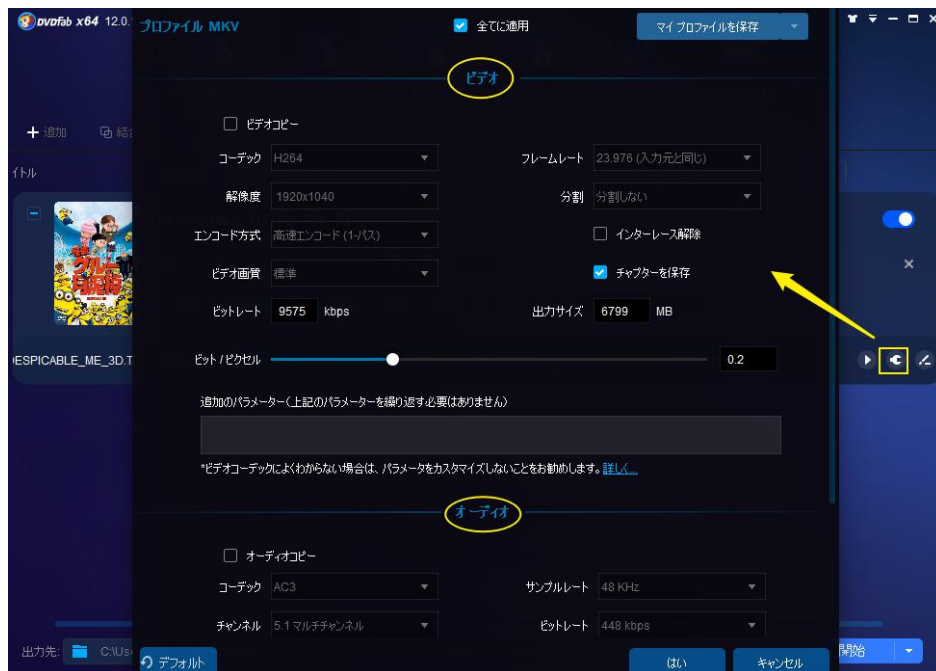 DVDFab x64 12.0.
プロファイル MKV
全てに適用
マイ プロファイルを保存
ビデオ
追加
結合
ビデオコピー
コーデック H264
フレームレート 23.976 (入力元と同じ)
イトル
解像度 1920x1040
分割 分割しない
エンコード方式 高速エンコード (1-パス)
インターレース解除
ビデオ画質 標準
チャプターを保存
ビットレート 9575 kbps
出力サイズ 6799 MB
ESPICABLE_ME_3D.T
ビット / ピクセル 0.2
追加のパラメーター(上記のパラメーターを繰り返す必要はありません)
*ビデオコーデックによくわからない場合は、パラメータをカスタマイズしないことをお勧めします。詳しく...
オーディオ
オーディオコピー
コーデック AC3
サンプルレート 48 KHz
チャンネル 5.1 マルチチャンネル
ビットレート 448 kbps
出力先: C:\Use
デフォルト
はい
キャンセル
開始